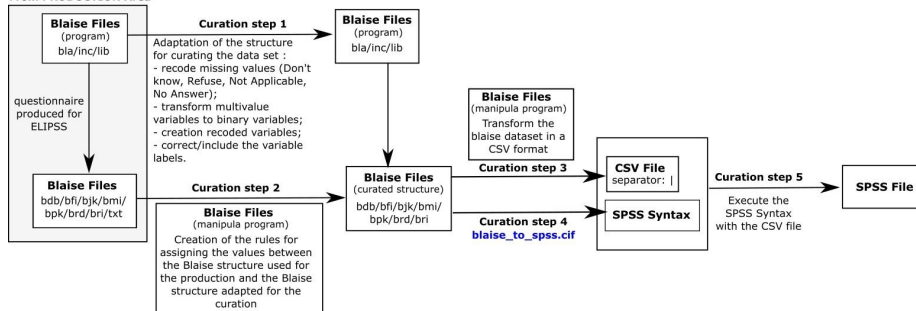 Blaise Files
(program)
bla/inc/lib
questionnaire
produced for
ELIPSS
Blaise Files
bdb/bfi/bjk/bmi/
bpk/brd/bri/txt
Curation step 1
Adaptation of the structure
for curating the data set :
- recode missing values (Don't
know, Refuse, Not Applicable,
No Answer);
- transform multivalue
variables to binary variables;
- creation recoded variables;
- correct/include the variable
labels.
Blaise Files
(program)
bla/inc/lib
Curation step 2
Blaise Files
(manipula program)
Creation of the rules for
assigning the values between
the Blaise structure used for
the production and the Blaise
structure adapted for the
curation
Blaise Files
(curated structure)
bdb/bfi/bjk/bmi/
bpk/brd/bri
Blaise Files
(manipula program)
Transform the
blaise dataset in a
CSV format
Curation step 3
Curation step 4
blaise_to_spss.cif
CSV File
separator: |
SPSS Syntax
Curation step 5
Execute the
SPSS Syntax
with the CSV file
SPSS File